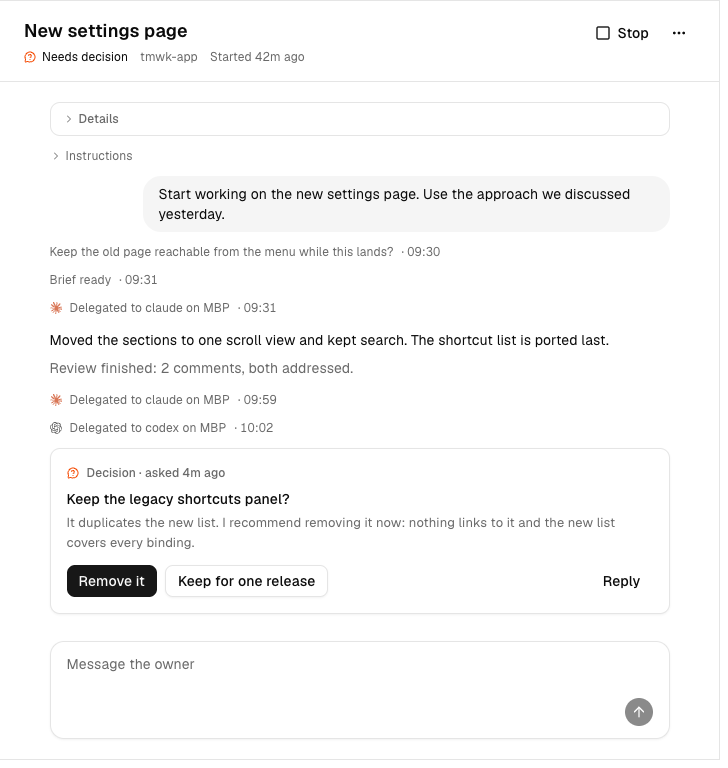 New settings page
Stop
Needs decision tmwk-app Started 42m ago
Details
Instructions
Start working on the new settings page. Use the approach we discussed
yesterday.
Keep the old page reachable from the menu while this lands? · 09:30
Brief ready · 09:31
Delegated to claude on MBP · 09:31
Moved the sections to one scroll view and kept search. The shortcut list is ported last.
Review finished: 2 comments, both addressed.
Delegated to claude on MBP · 09:59
Delegated to codex on MBP · 10:02
Decision · asked 4m ago
Keep the legacy shortcuts panel?
It duplicates the new list. I recommend removing it now: nothing links to it and the new list
covers every binding.
Remove it Keep for one release Reply
Message the owner